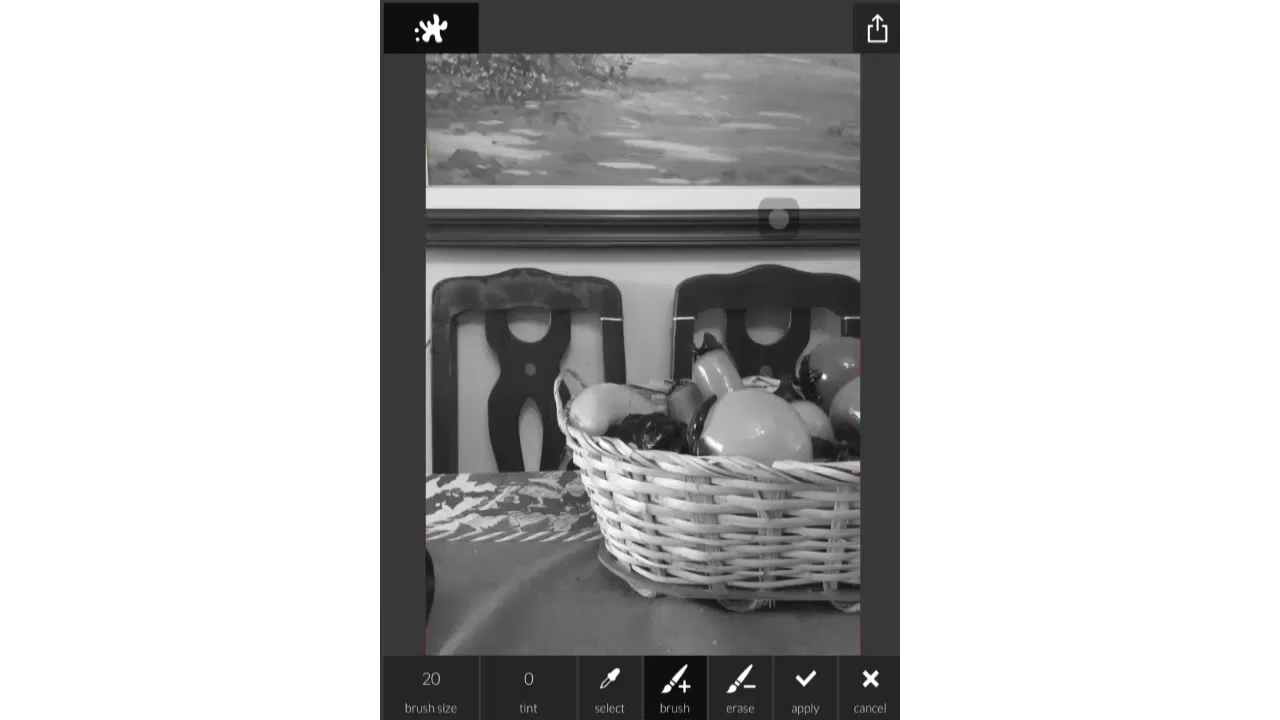 20
0
brush size
tint
select
brush
erase
apply
cancel